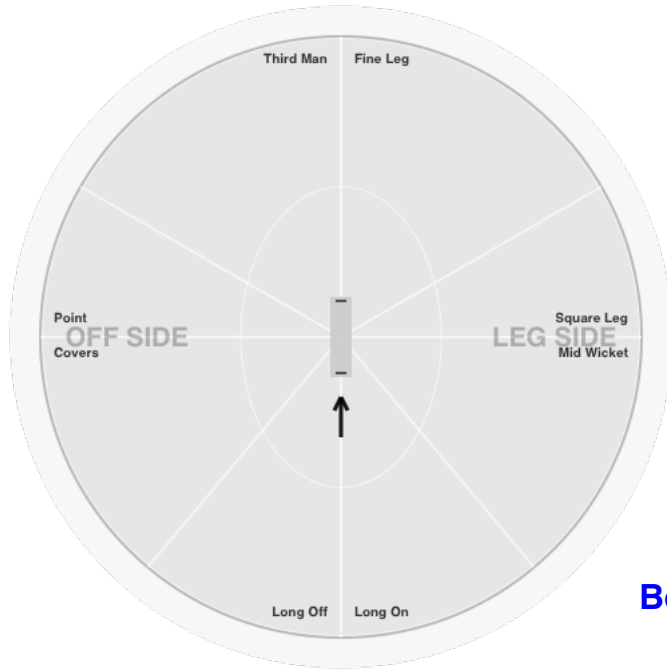 Third Man
Fine Leg
Point
OFF SIDE
Covers
Square Leg
LEG SIDE
Mid Wicket
Long Off
Long On